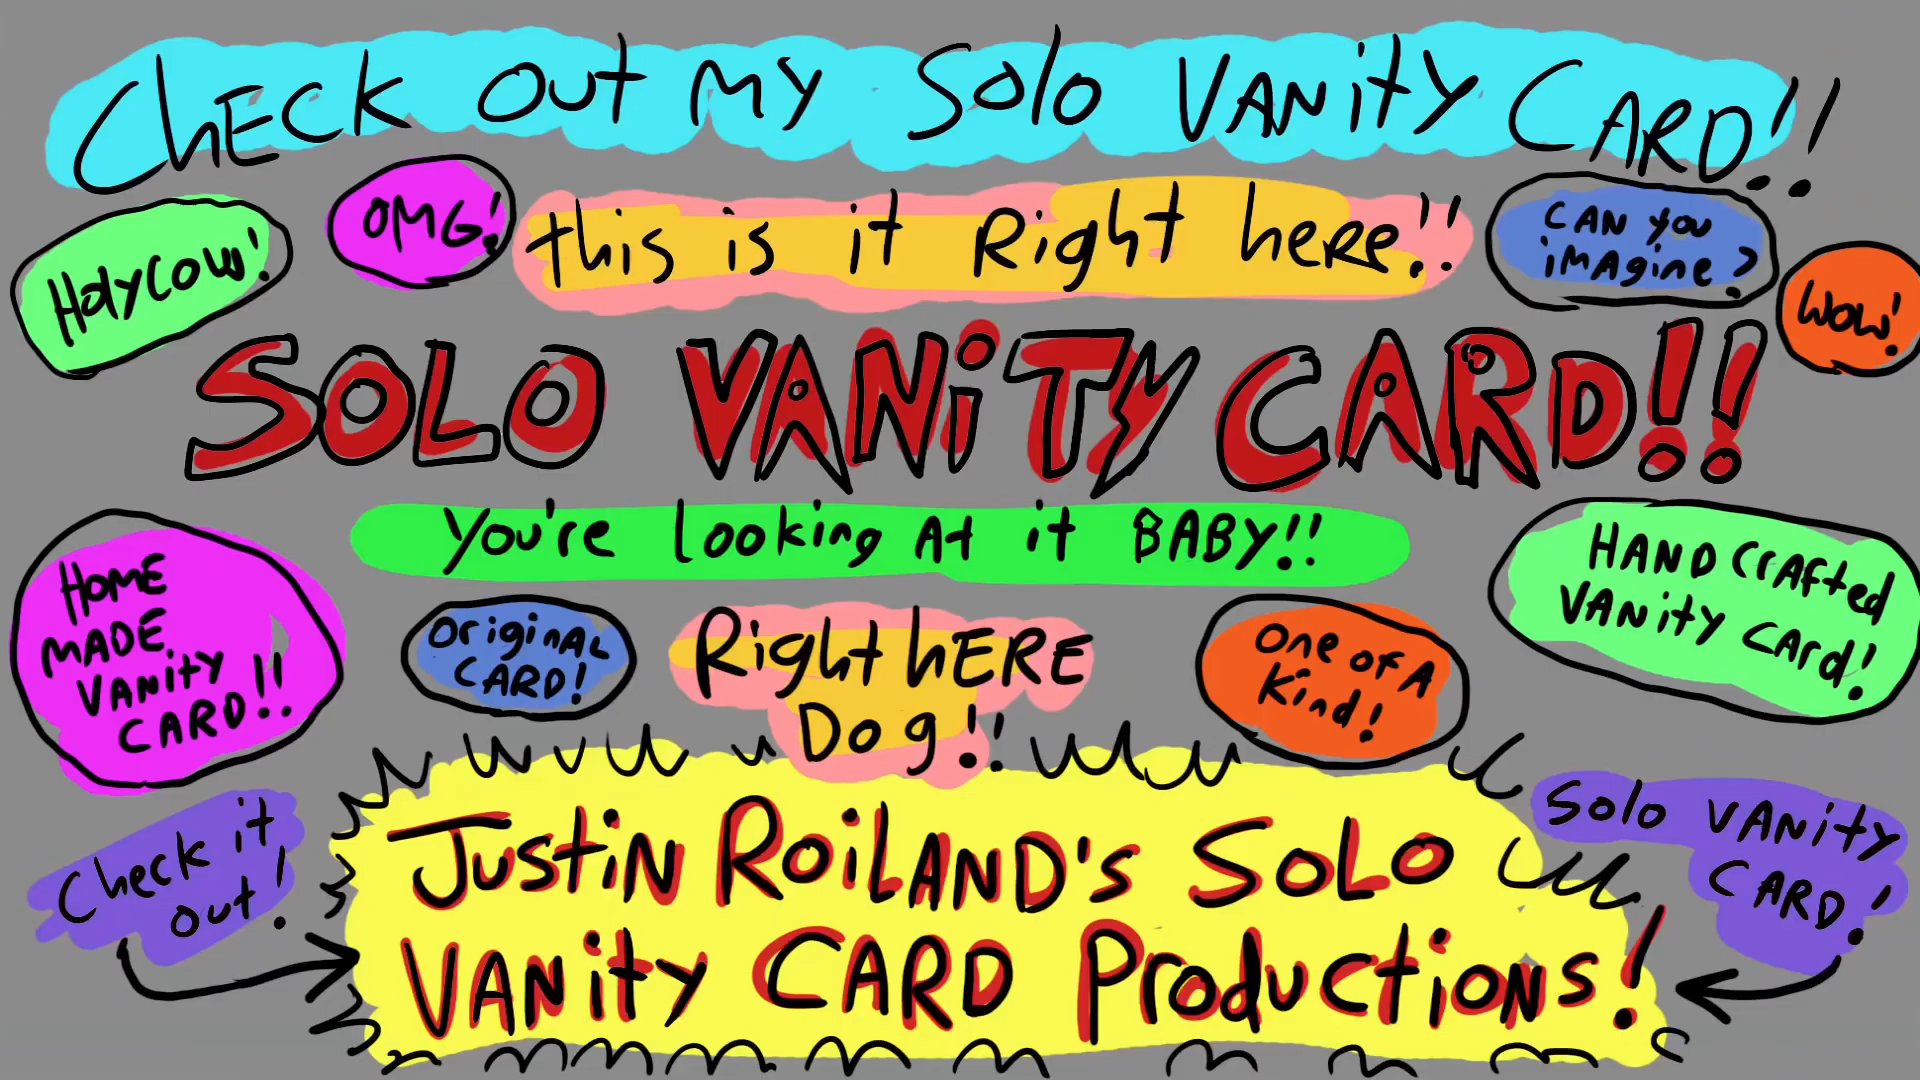 CHECK OUT MY SOLO VANITY CARD!!
HOLY COW!
OMG!
this is it Right here!!
CAN YOU
iMAgine?
WOW!
SOLO VANiTY CARD!!
You're looking At it BABY!!
HOME
MADE
VANiTY
CARD!!
OriginAL
CARD!
Right hERE
Dog!!
One of A
Kind!
HAND CrAfted
VANity CArd!
Check it
out!
JUStiN ROiLAND's SOLO
VANity CARD Productions!
Solo VANity
CARD!